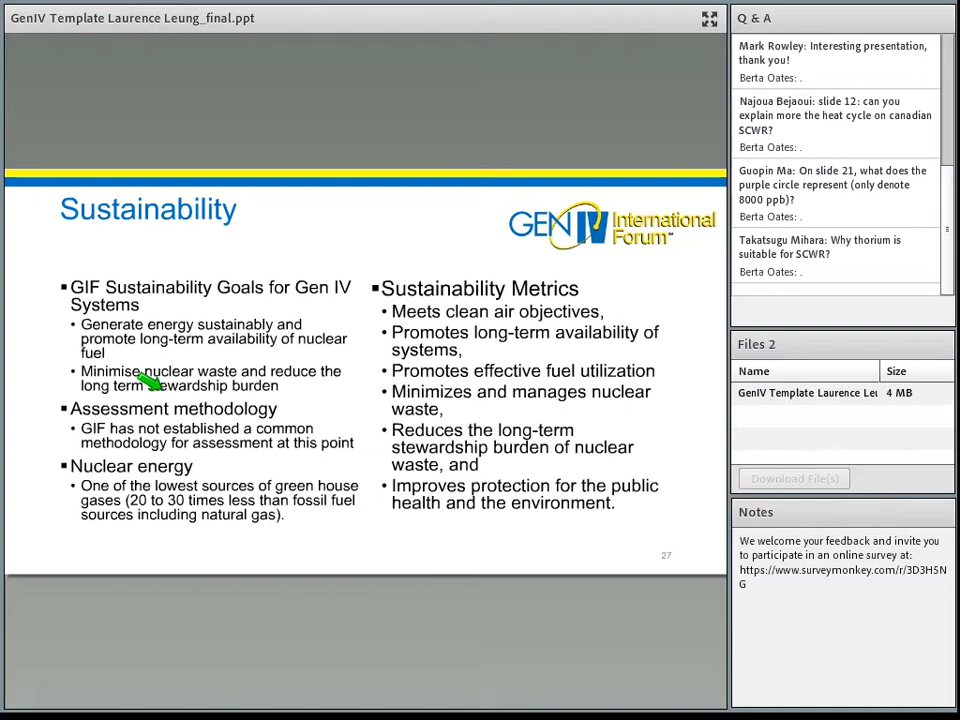 GenIV Template Laurence Leung_final.ppt
Sustainability
GEN IV International
Forum™
▪GIF Sustainability Goals for Gen IV
Systems
• Generate energy sustainably and
promote long-term availability of nuclear
fuel
• Minimise nuclear waste and reduce the
long term stewardship burden
▪Assessment methodology
• GIF has not established a common
methodology for assessment at this point
▪Nuclear energy
• One of the lowest sources of green house
gases (20 to 30 times less than fossil fuel
sources including natural gas).
▪Sustainability Metrics
• Meets clean air objectives,
• Promotes long-term availability of
systems,
• Promotes effective fuel utilization
• Minimizes and manages nuclear
waste,
• Reduces the long-term
stewardship burden of nuclear
waste, and
• Improves protection for the public
health and the environment.
27
Q & A
Mark Rowley: Interesting presentation,
thank you!
Berta Oates: .
Najoua Bejaoui: slide 12: can you
explain more the heat cycle on canadian
SCWR?
Berta Oates: .
Guopin Ma: On slide 21, what does the
purple circle represent (only denote
8000 ppb)?
Berta Oates: .
Takatsugu Mihara: Why thorium is
suitable for SCWR?
Berta Oates: .
Files 2
Name Size
GenIV Template Laurence Leu 4 MB
Download File(s)
Notes
We welcome your feedback and invite you
to participate in an online survey at:
https://www.surveymonkey.com/r/3D3H5N
G